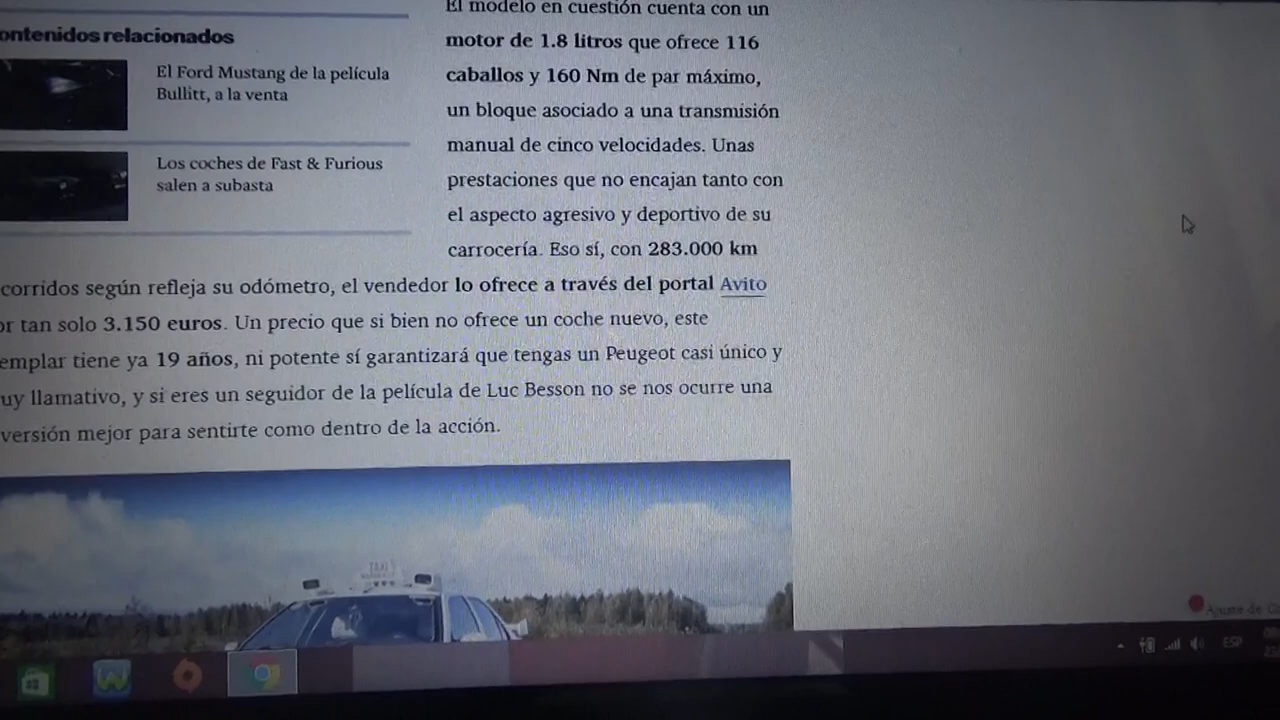 ontenidos relacionados
El Ford Mustang de la película
Bullitt, a la venta
Los coches de Fast & Furious
salen a subasta
El modelo en cuestión cuenta con un
motor de 1.8 litros que ofrece 116
caballos y 160 Nm de par máximo,
un bloque asociado a una transmisión
manual de cinco velocidades. Unas
prestaciones que no encajan tanto con
el aspecto agresivo y deportivo de su
carrocería. Eso sí, con 283.000 km
corridos según refleja su odómetro, el vendedor lo ofrece a través del portal Avito
or tan solo 3.150 euros. Un precio que si bien no ofrece un coche nuevo, este
emplar tiene ya 19 años, ni potente sí garantizará que tengas un Peugeot casi único y
uy llamativo, y si eres un seguidor de la película de Luc Besson no se nos ocurre una
versión mejor para sentirte como dentro de la acción.
TAXI
Ajuste de C
ESP